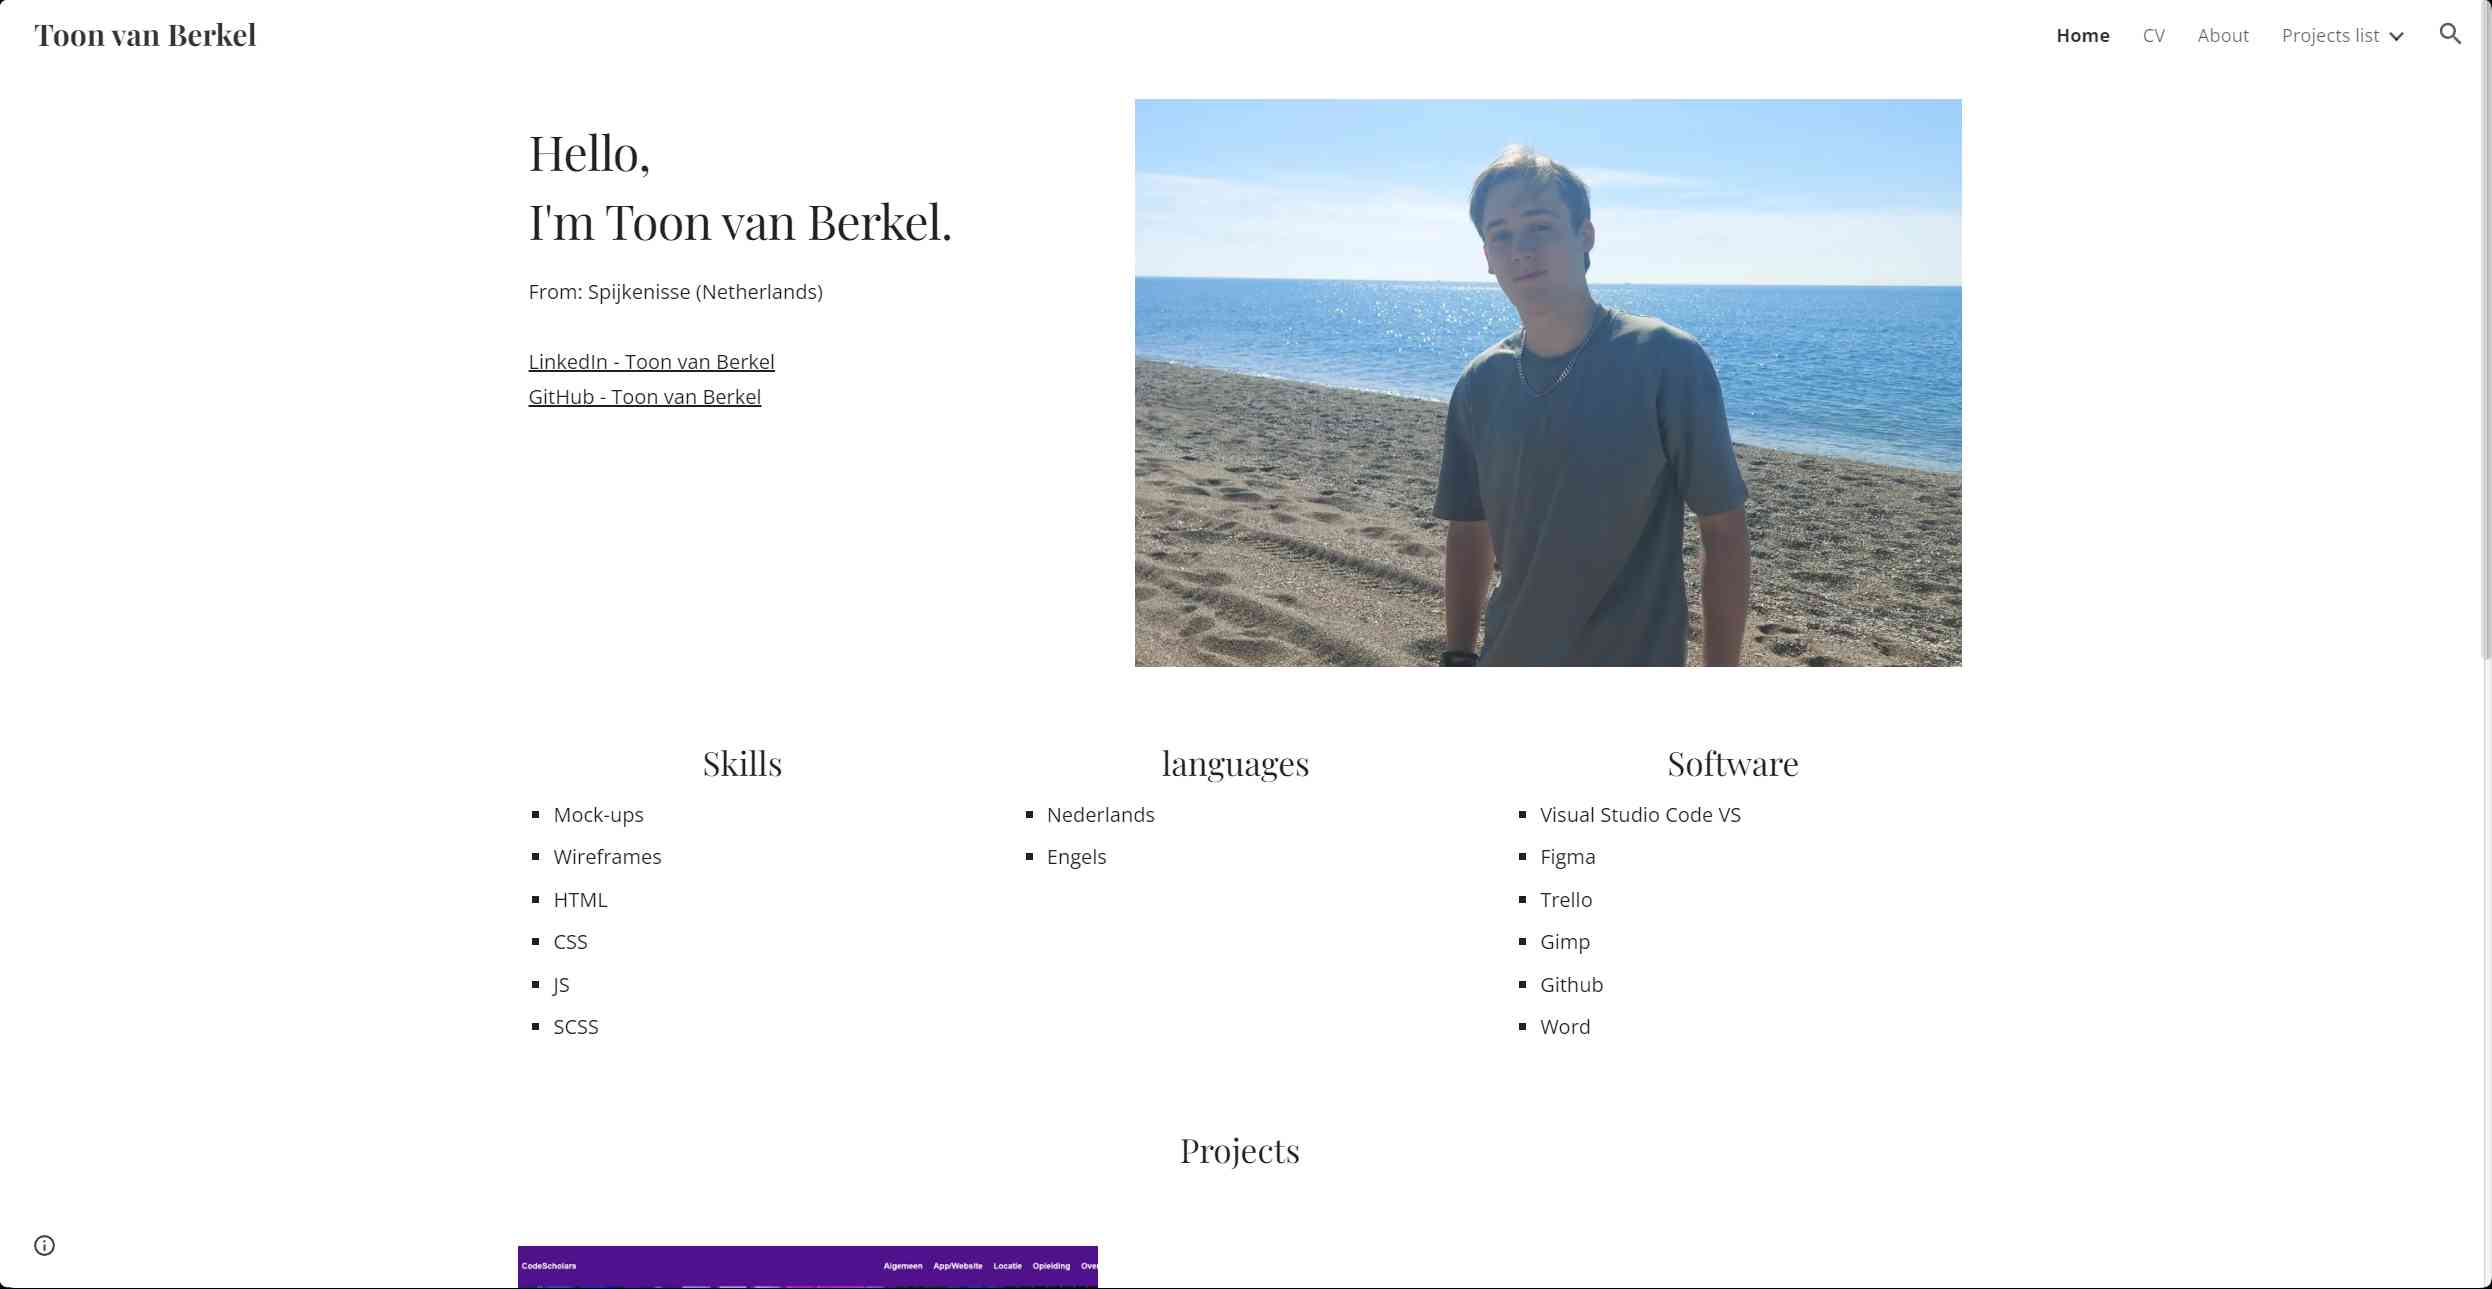 Toon van Berkel
Home CV About Projects list
Hello,
I'm Toon van Berkel.
From: Spijkenisse (Netherlands)
LinkedIn - Toon van Berkel
GitHub - Toon van Berkel
Skills
Mock-ups
Wireframes
HTML
CSS
JS
SCSS
languages
Nederlands
Engels
Software
Visual Studio Code VS
Figma
Trello
Gimp
Github
Word
Projects
CodeScholars Algemeen App/Website Locatie Opleiding Over